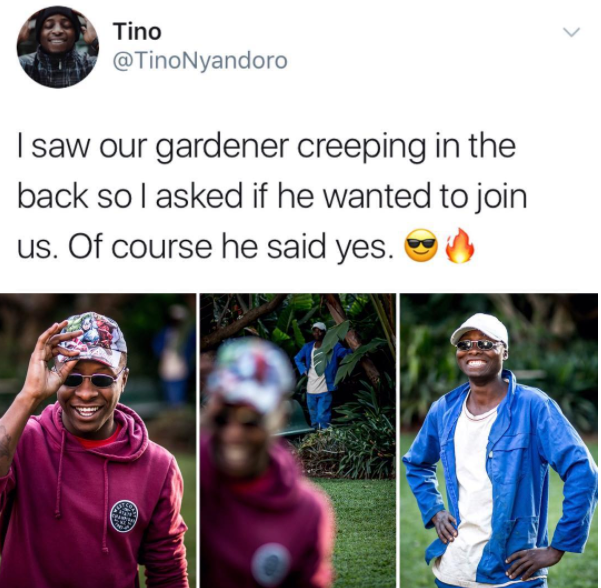 Tino
@TinoNyandoro
I saw our gardener creeping in the
back so I asked if he wanted to join
us. Of course he said yes. 😎🔥